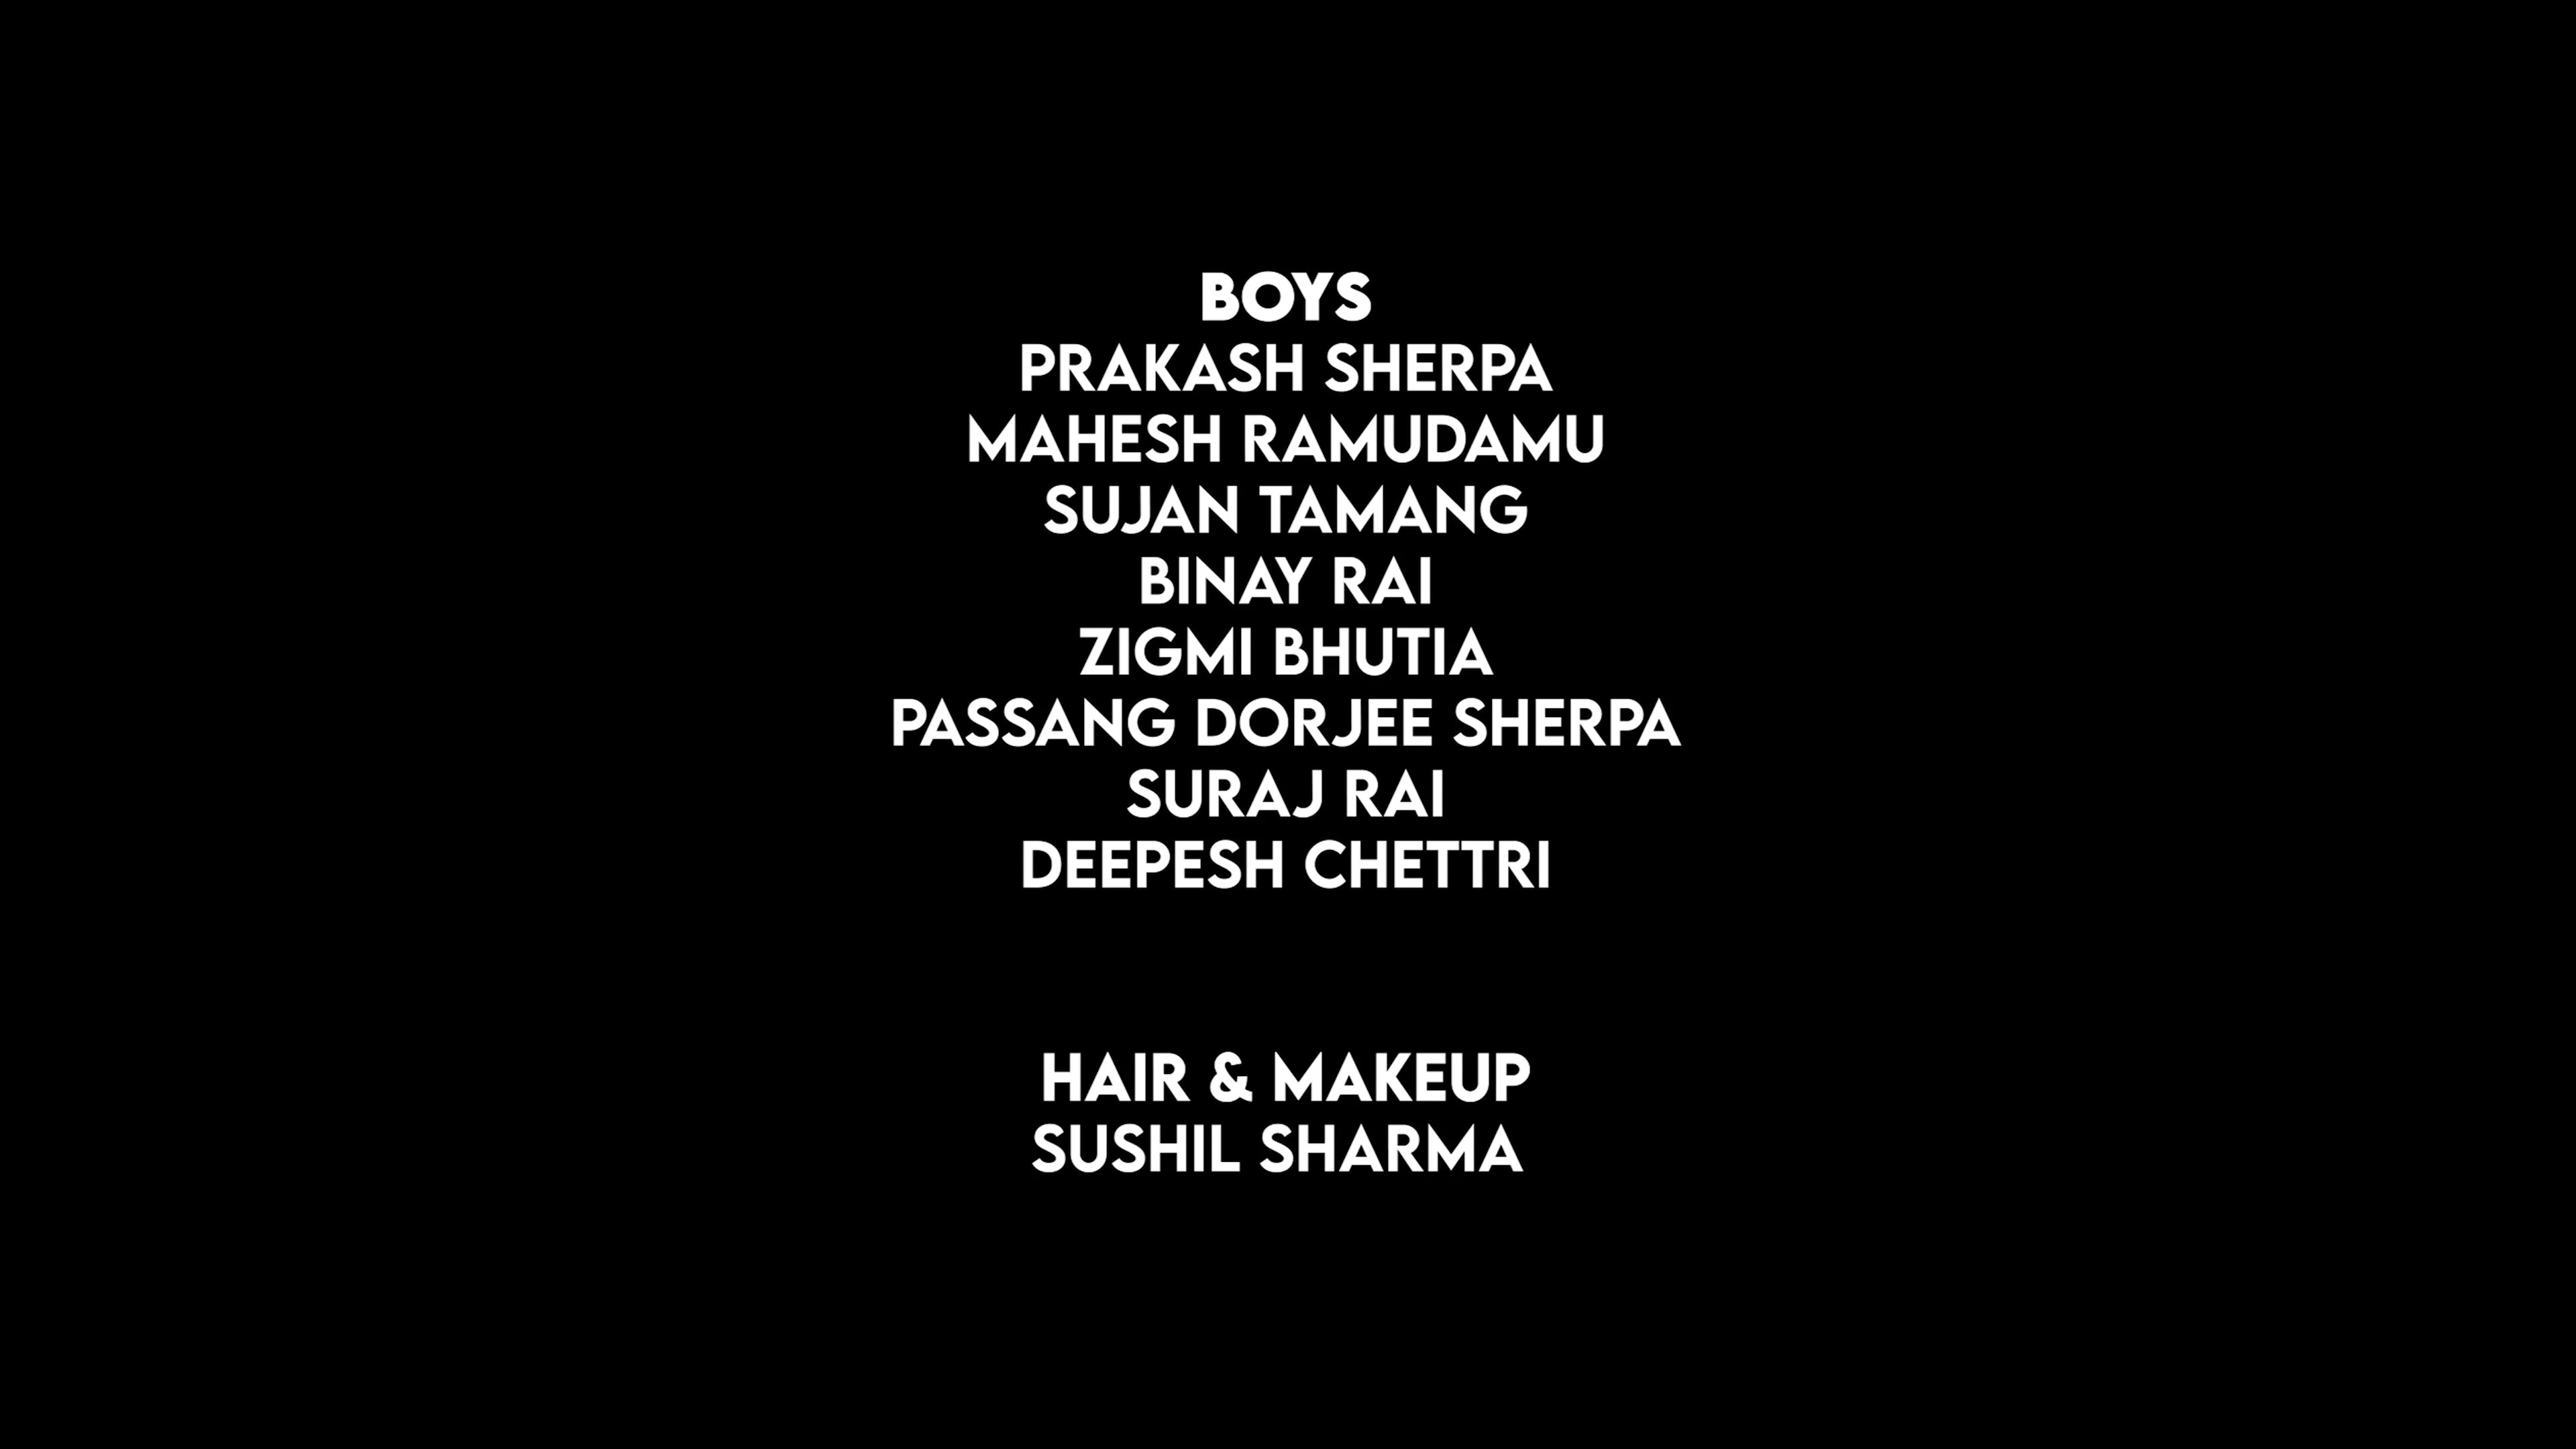 BOYS
PRAKASH SHERPA
MAHESH RAMUDAMU
SUJAN TAMANG
BINAY RAI
ZIGMI BHUTIA
PASSANG DORJEE SHERPA
SURAJ RAI
DEEPESH CHETTRI
HAIR & MAKEUP
SUSHIL SHARMA